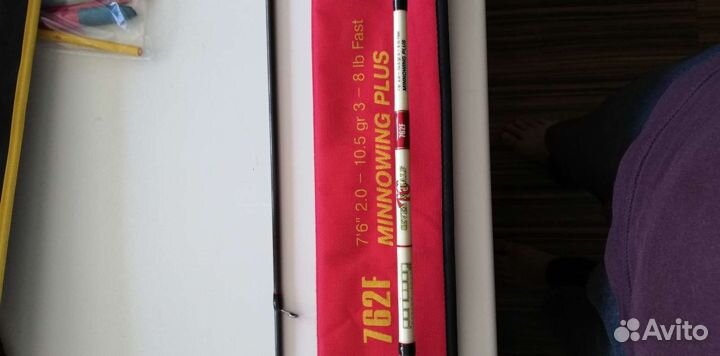 7'6" 2.0 - 10.5 gr 3 - 8 lb Fast
762F MINNOWING PLUS
MINNOWING PLUS
762F
Avito